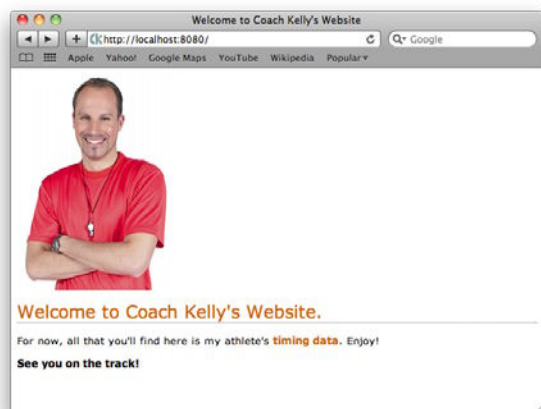 Welcome to Coach Kelly's Website
http://localhost:8080/
Google
Apple Yahoo! Google Maps YouTube Wikipedia Popular
Welcome to Coach Kelly's Website.
For now, all that you'll find here is my athlete's timing data. Enjoy!
See you on the track!